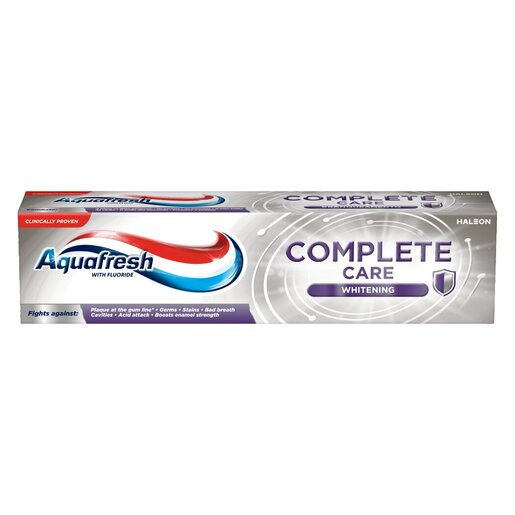 COMPLETE
CARE
HALEON
CLINICALLY PROVEN
HALEON
Aquafresh
WITH FLUORIDE
COMPLETE
CARE
WHITENING
Fights against:
Plaque at the gum line* • Germs • Stains • Bad breath
Cavities • Acid attack • Boosts enamel strength